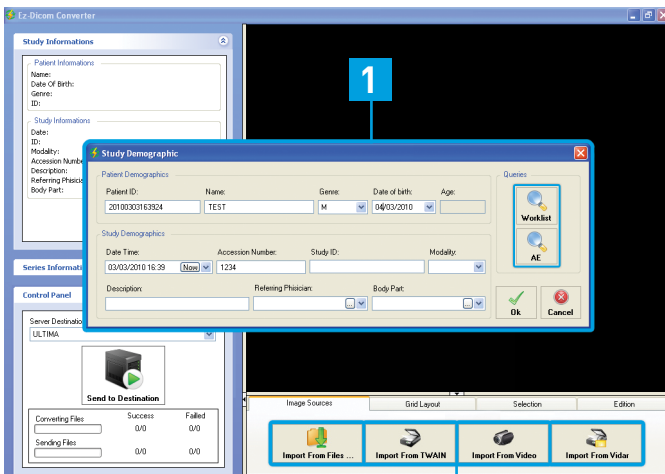 Ez-Dicom Converter
Study Informations
Patient Informations
Name:
Date Of Birth:
Genre:
ID:
Study Informations
Date:
ID:
Modality:
Accession Numbe
Description:
Referring Phisicia
Body Part:
1
Study Demographic
Patient Demographics
Patient ID: Name: Genre: Date of birth: Age:
20100303163924 TEST M 04/03/2010
Study Demographics
Date Time: Accession Number: Study ID: Modality:
03/03/2010 16:39 Now 1234
Description: Referring Phisician: Body Part:
... ...
Queries
Worklist
AE
Ok Cancel
Series Informati
Control Panel
Server Destinatio
ULTIMA
Send to Destination
Success Failled
Converting Files 0/0 0/0
Sending Files 0/0 0/0
Image Sources Grid Layout Selection Edition
Import From Files ... Import From TWAIN Import From Video Import From Vidar